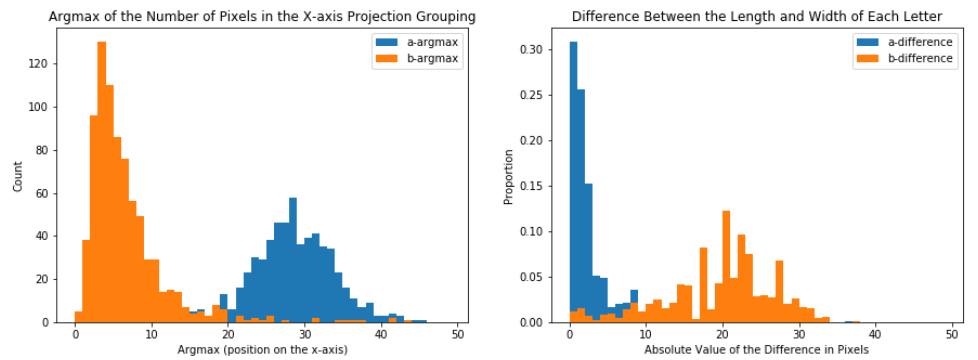 Argmax of the Number of Pixels in the X-axis Projection Grouping
a-argmax
b-argmax
Count
120
100
80
60
40
20
0
0 10 20 30 40 50
Argmax (position on the x-axis)
Difference Between the Length and Width of Each Letter
a-difference
b-difference
Proportion
0.30
0.25
0.20
0.15
0.10
0.05
0.00
0 10 20 30 40 50
Absolute Value of the Difference in Pixels